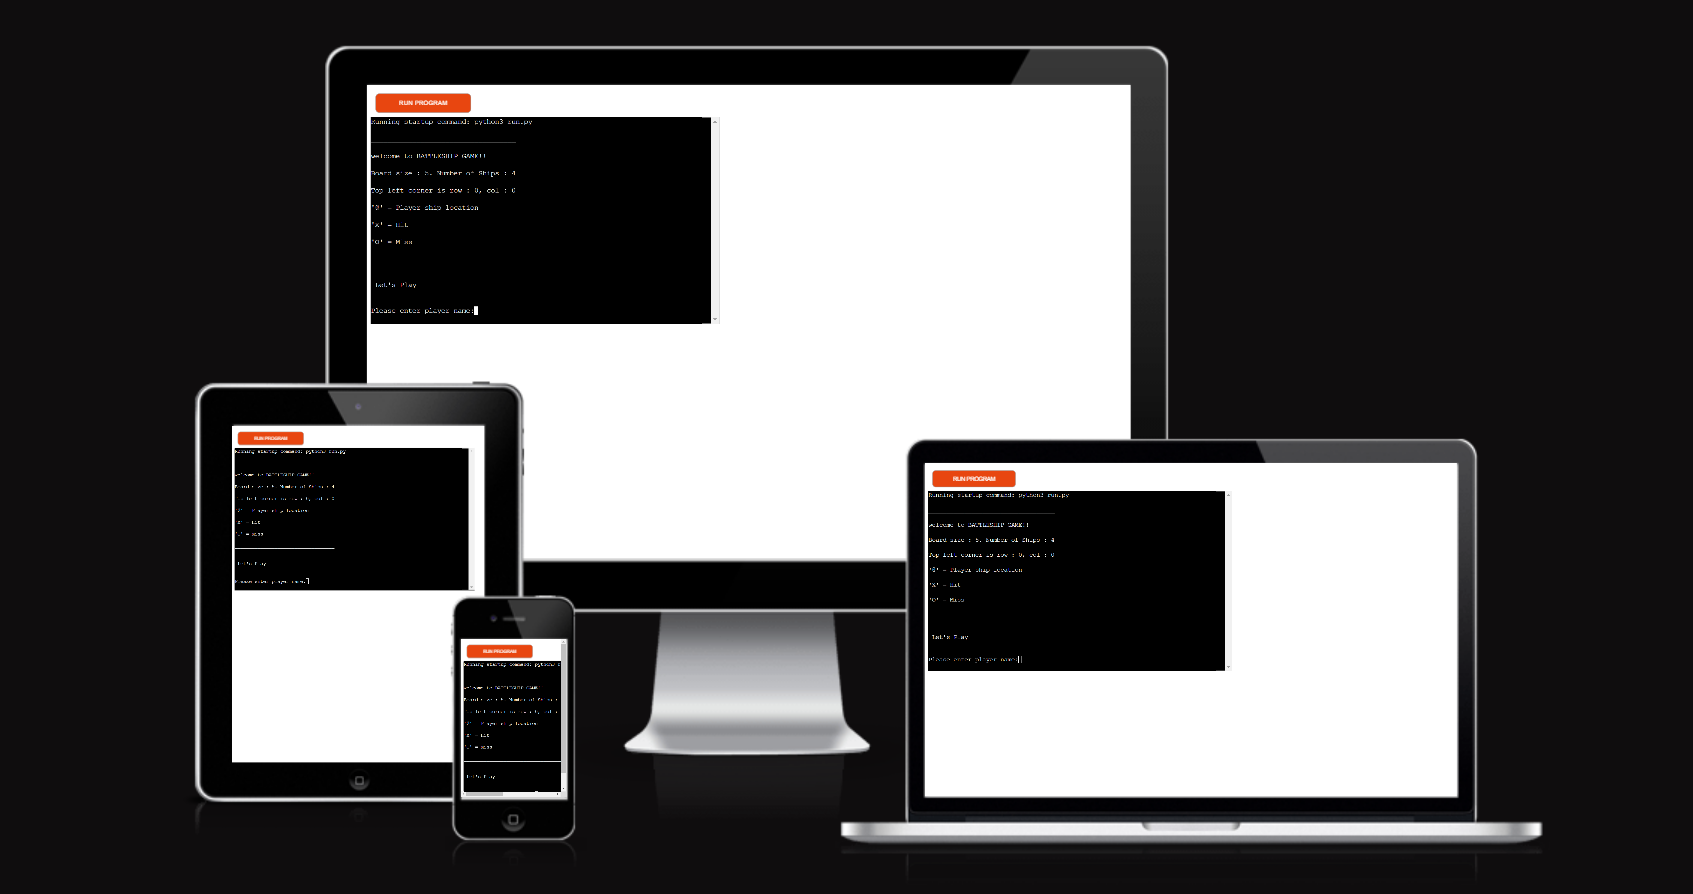 RUN PROGRAM
Running startup command: python3 run.py
welcome to BATTLESHIP GAME!!
Board size : 5. Number of Ships : 4
Top left corner is row : 0, col : 0
'@' = Player ship location
'X' = Hit
'O' = Miss
Let's Play
Please enter player name:
RUN PROGRAM
Running startup command: python3 run.py
welcome to BATTLESHIP GAME!!
Board size : 5. Number of Ships : 4
Top left corner is row : 0, col : 0
'@' = Player ship location
'X' = Hit
'O' = Miss
Let's Play
Please enter player name:
RUN PROGRAM
Running startup command: python3 run.py
welcome to BATTLESHIP GAME!!
Board size : 5. Number of Ships : 4
Top left corner is row : 0, col : 0
'@' = Player ship location
'X' = Hit
'O' = Miss
Let's Play
Please enter player name:
RUN PROGRAM
Running startup command: python3
welcome to BATTLESHIP GAME!!
Board size : 5. Number of Ships :
Top left corner is row : 0, col :
'@' = Player ship location
'X' = Hit
'O' = Miss
Let's Play